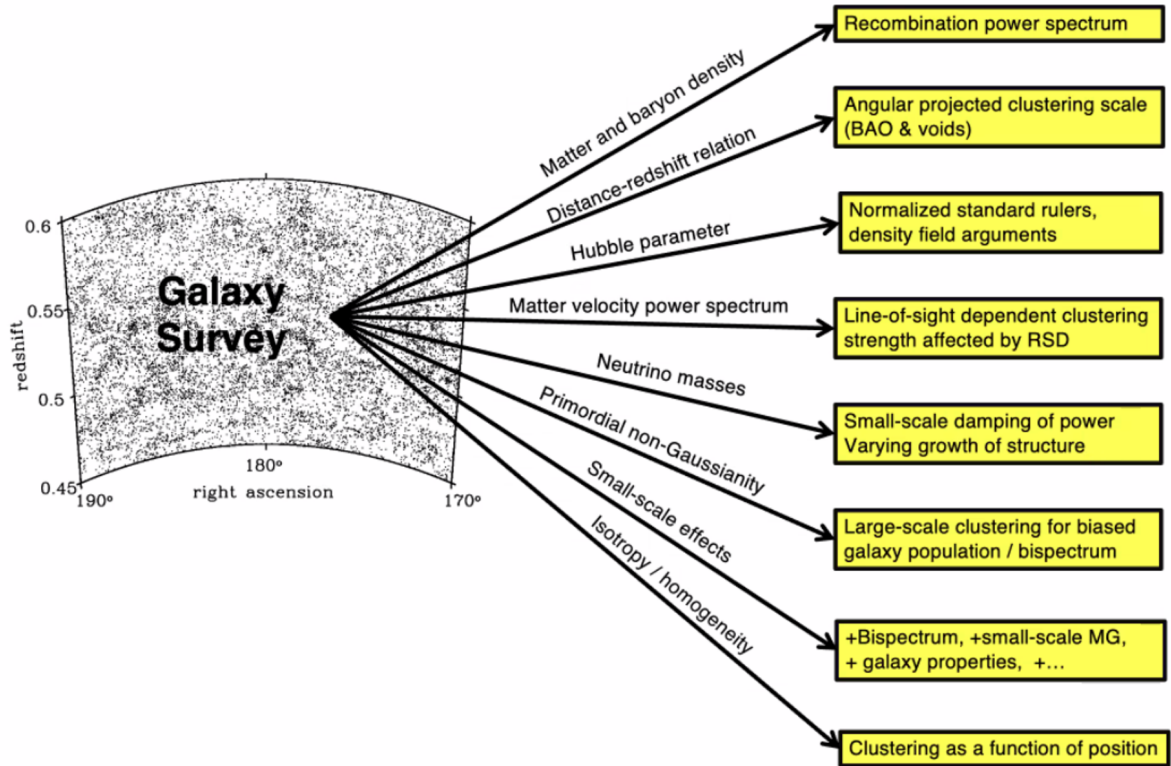 Recombination power spectrum
Matter and baryon density
Angular projected clustering scale
(BAO & voids)
Distance-redshift relation
Normalized standard rulers,
density field arguments
Hubble parameter
Line-of-sight dependent clustering
strength affected by RSD
Matter velocity power spectrum
Small-scale damping of power
Varying growth of structure
Neutrino masses
Large-scale clustering for biased
galaxy population / bispectrum
Primordial non-Gaussianity
+Bispectrum, +small-scale MG,
+ galaxy properties, +...
Small-scale effects
Clustering as a function of position
Isotropy / homogeneity
Galaxy
Survey
redshift
0.6
0.55
0.5
0.45
190°
180°
170°
right ascension